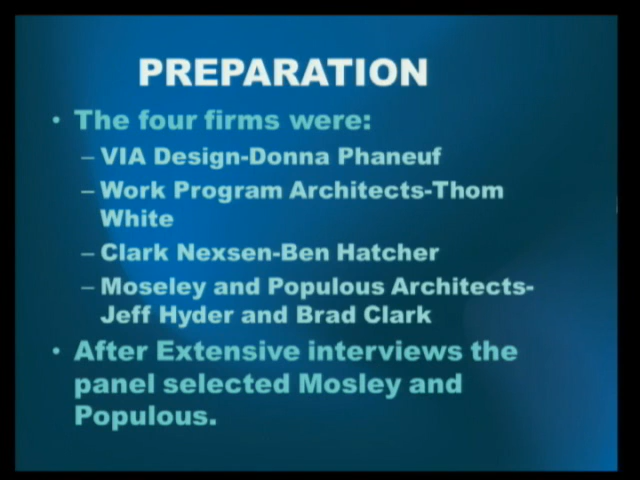 PREPARATION
• The four firms were:
– VIA Design-Donna Phaneuf
– Work Program Architects-Thom
White
– Clark Nexsen-Ben Hatcher
– Moseley and Populous Architects-
Jeff Hyder and Brad Clark
• After Extensive interviews the
panel selected Mosley and
Populous.